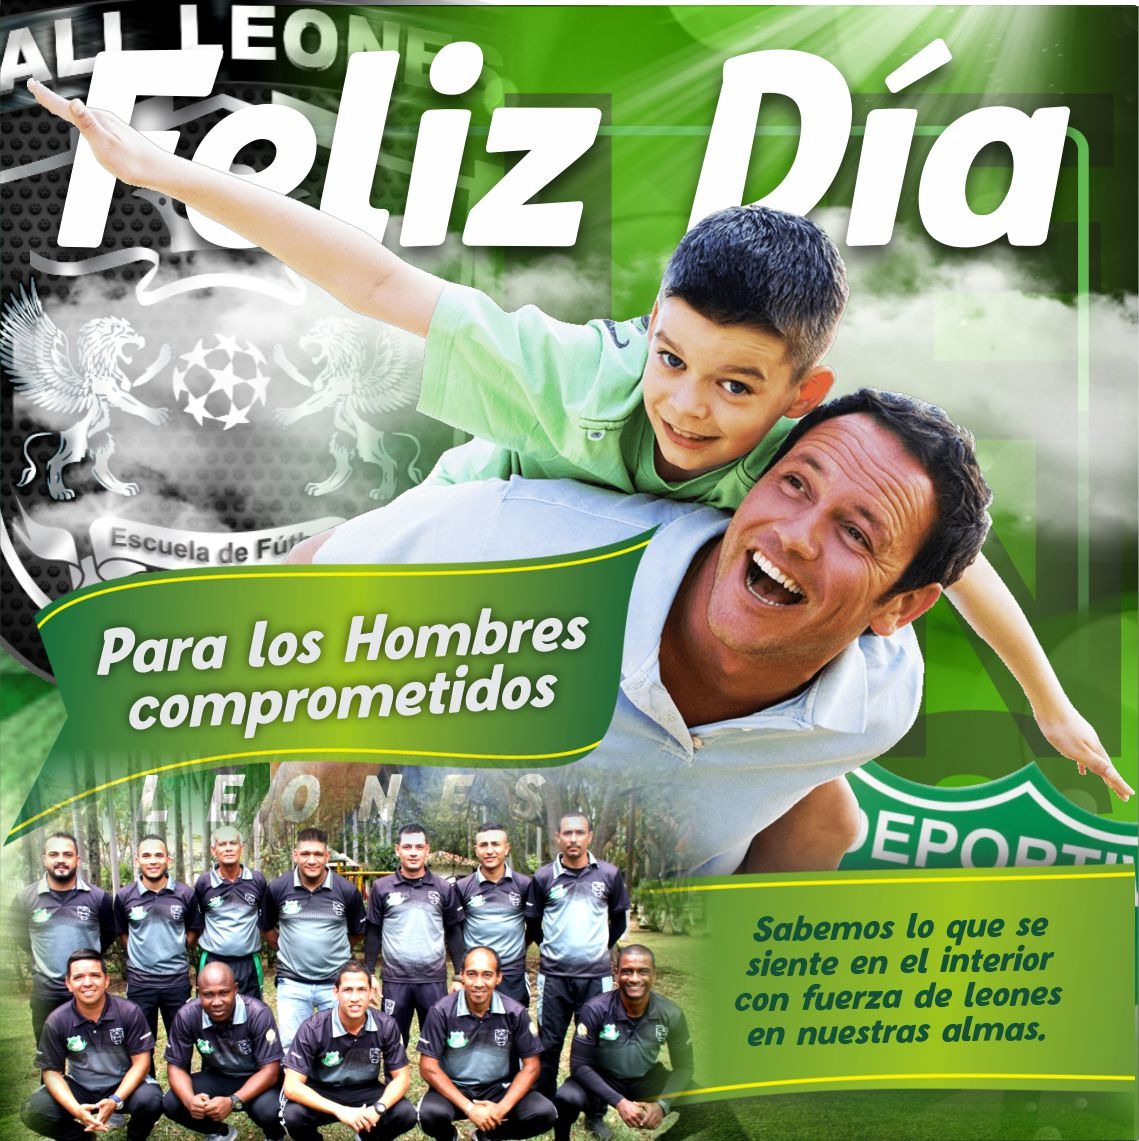 ALL LEONES
Feliz Día
Escuela de Fút
Para los Hombres
comprometidos
LEONES
DEPORTI
Sabemos lo que se
siente en el interior
con fuerza de leones
en nuestras almas.